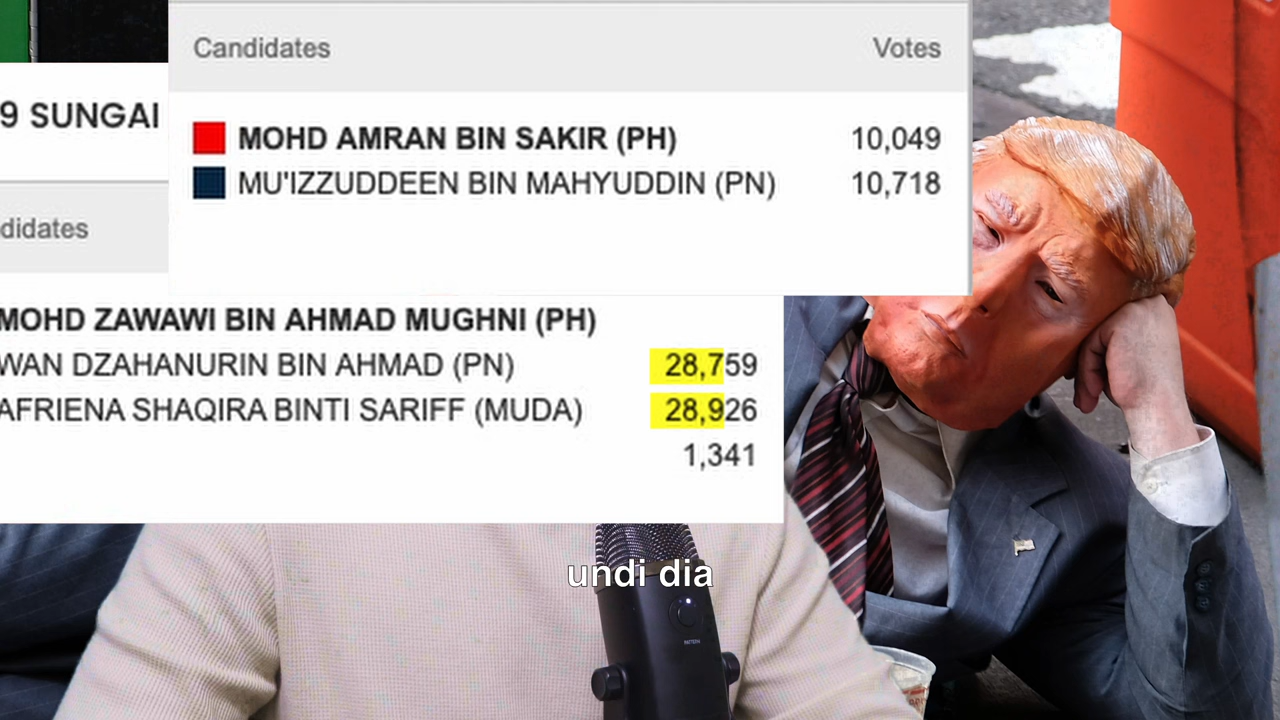 Candidates Votes
MOHD AMRAN BIN SAKIR (PH) 10,049
MU'IZZUDDEEN BIN MAHYUDDIN (PN) 10,718
9 SUNGAI
didates
MOHD ZAWAWI BIN AHMAD MUGHNI (PH)
WAN DZAHANURIN BIN AHMAD (PN) 28,759
AFRIENA SHAQIRA BINTI SARIFF (MUDA) 28,926
1,341
undi dia